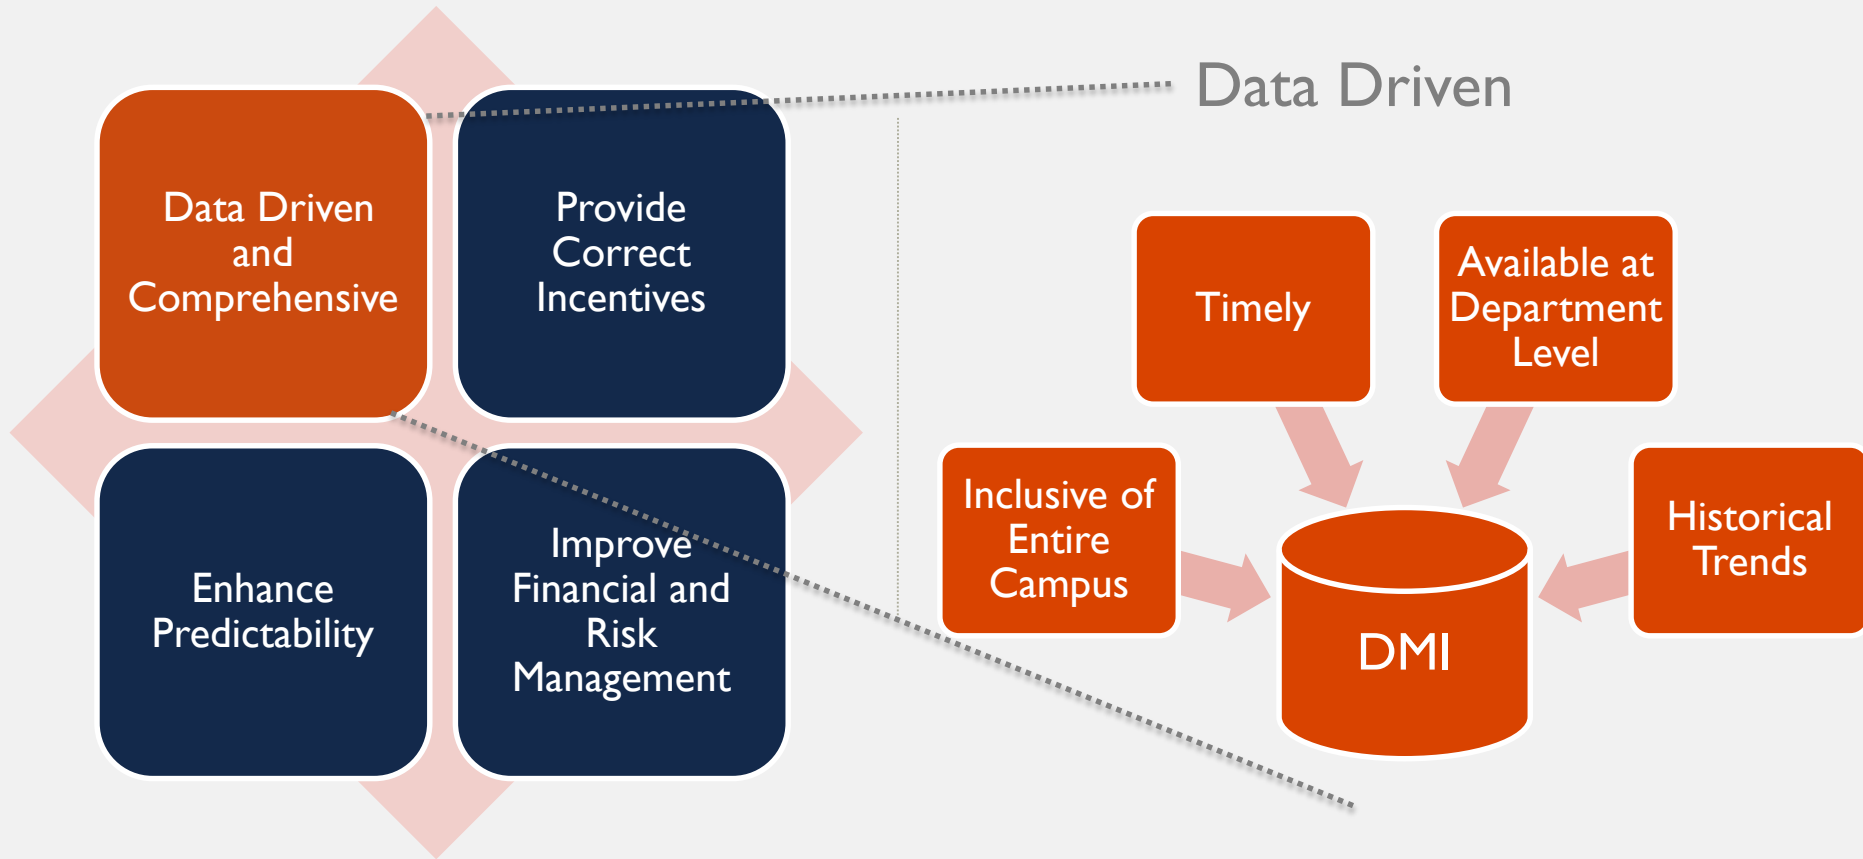 Data Driven
and
Comprehensive
Provide
Correct
Incentives
Enhance
Predictability
Improve
Financial and
Risk
Management
Data Driven
Timely
Available at
Department
Level
Inclusive of
Entire
Campus
Historical
Trends
DMI